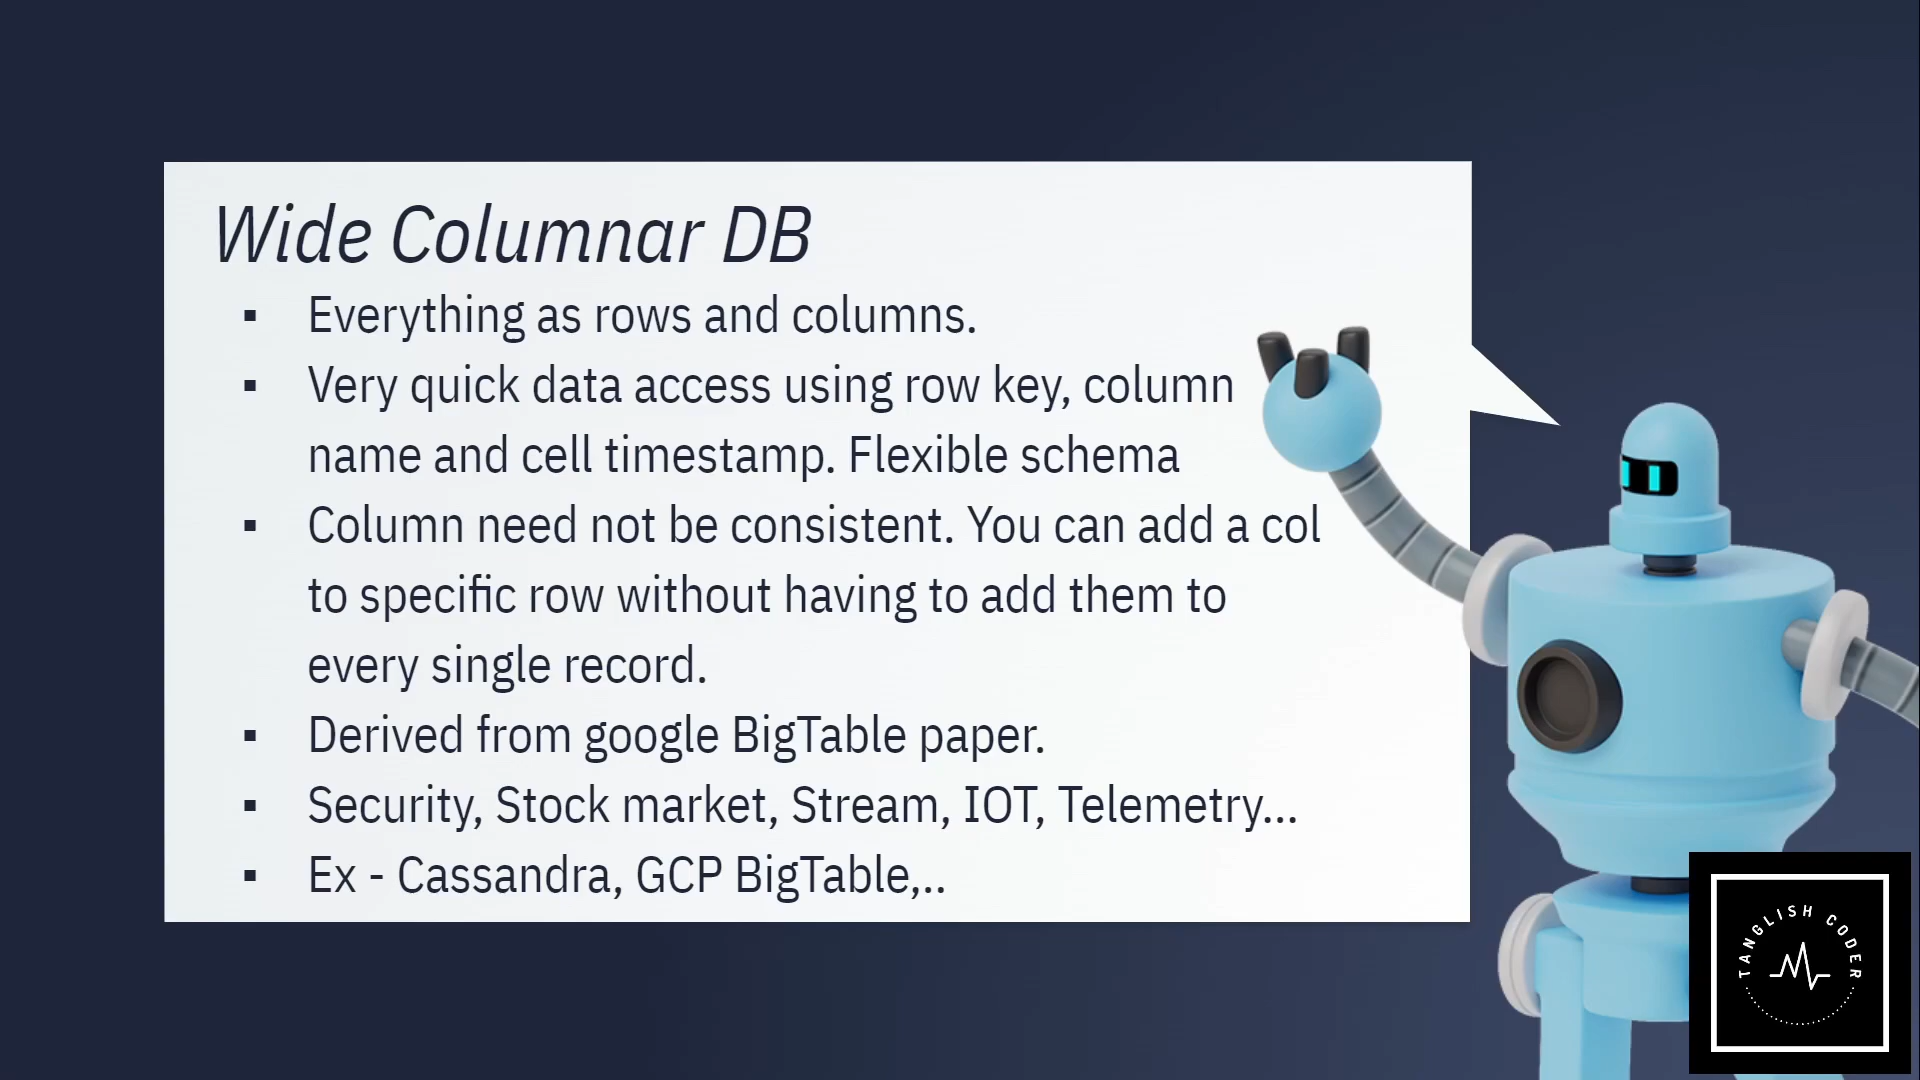 Wide Columnar DB
▪ Everything as rows and columns.
▪ Very quick data access using row key, column
name and cell timestamp. Flexible schema
▪ Column need not be consistent. You can add a col
to specific row without having to add them to
every single record.
▪ Derived from google BigTable paper.
▪ Security, Stock market, Stream, IOT, Telemetry...
▪ Ex - Cassandra, GCP BigTable,..
TANGLISH CODER